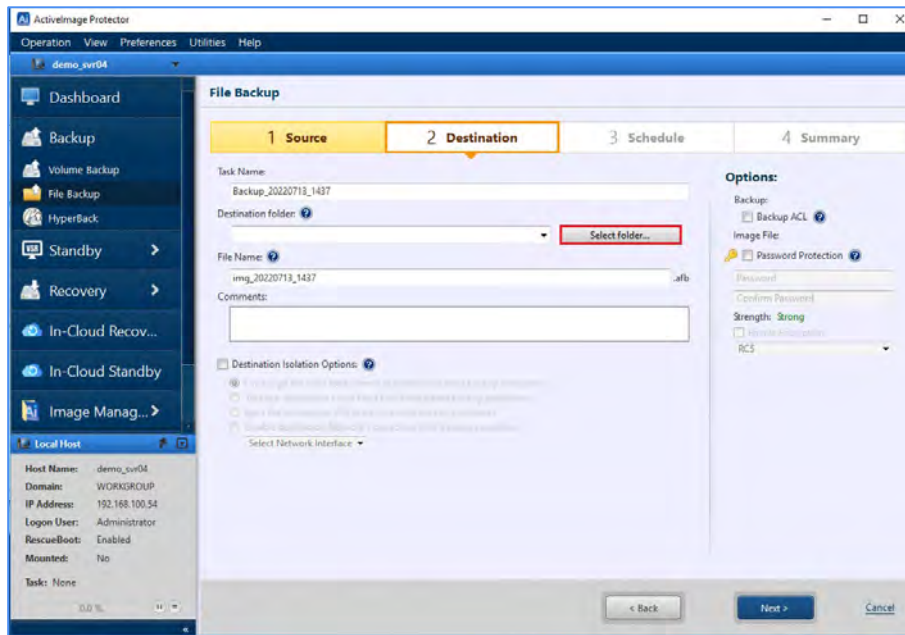 ActiveImage Protector
Operation View Preferences Utilities Help
demo_svr04
Dashboard
Backup
Volume Backup
File Backup
HyperBack
Standby
Recovery
In-Cloud Recov...
In-Cloud Standby
Image Manag...
Local Host
Host Name: demo_svr04
Domain: WORKGROUP
IP Address: 192.168.100.54
Logon User: Administrator
RescueBoot: Enabled
Mounted: No
Task: None
0.0 %
File Backup
1 Source
2 Destination
3 Schedule
4 Summary
Task Name:
Backup_20220713_1437
Destination folder:
Select folder...
File Name:
img_20220713_1437
.afb
Comments:
Destination Isolation Options:
Select Network Interface
Options:
Backup:
Backup ACL
Image File:
Password Protection
Password
Confirm Password
Strength: Strong
RC5
< Back
Next >
Cancel